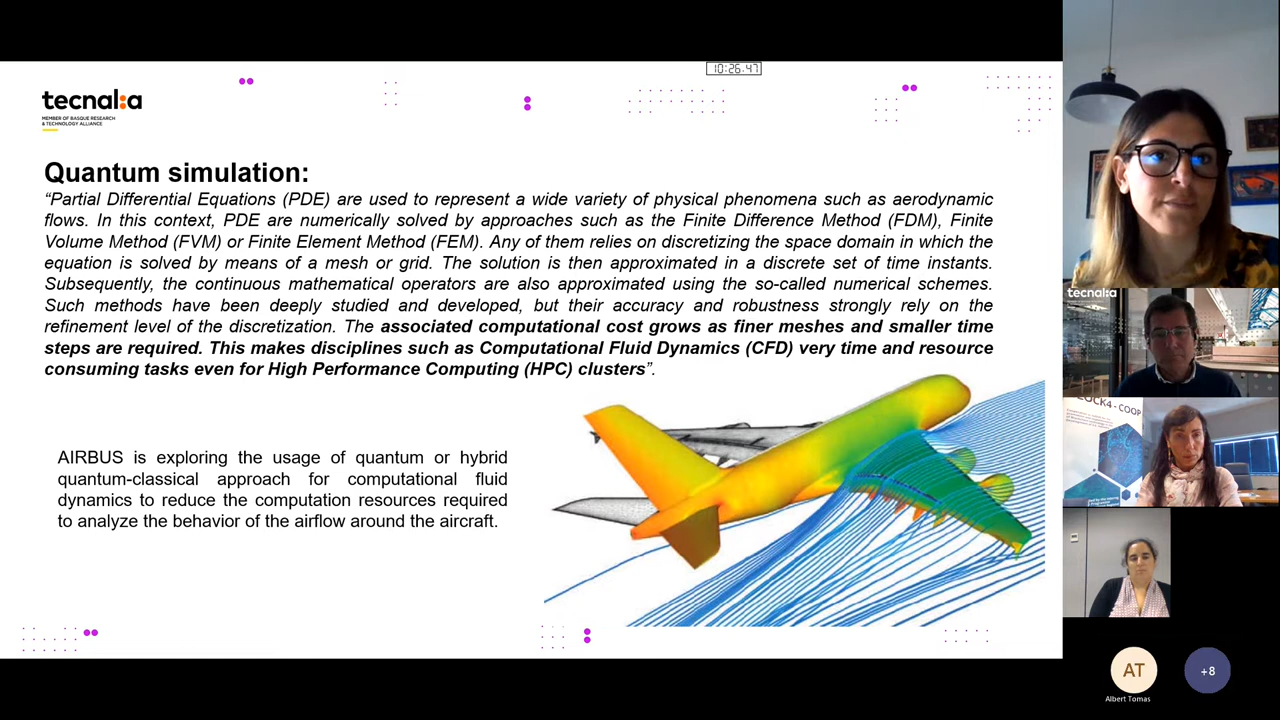 10:26:47
tecnalia
MEMBER OF BASQUE RESEARCH
& TECHNOLOGY ALLIANCE
Quantum simulation:
“Partial Differential Equations (PDE) are used to represent a wide variety of physical phenomena such as aerodynamic
flows. In this context, PDE are numerically solved by approaches such as the Finite Difference Method (FDM), Finite
Volume Method (FVM) or Finite Element Method (FEM). Any of them relies on discretizing the space domain in which the
equation is solved by means of a mesh or grid. The solution is then approximated in a discrete set of time instants.
Subsequently, the continuous mathematical operators are also approximated using the so-called numerical schemes.
Such methods have been deeply studied and developed, but their accuracy and robustness strongly rely on the
refinement level of the discretization. The associated computational cost grows as finer meshes and smaller time
steps are required. This makes disciplines such as Computational Fluid Dynamics (CFD) very time and resource
consuming tasks even for High Performance Computing (HPC) clusters”.
AIRBUS is exploring the usage of quantum or hybrid
quantum-classical approach for computational fluid
dynamics to reduce the computation resources required
to analyze the behavior of the airflow around the aircraft.
tecnalia
OCK4 - COOP
AT
+8
Albert Tomas